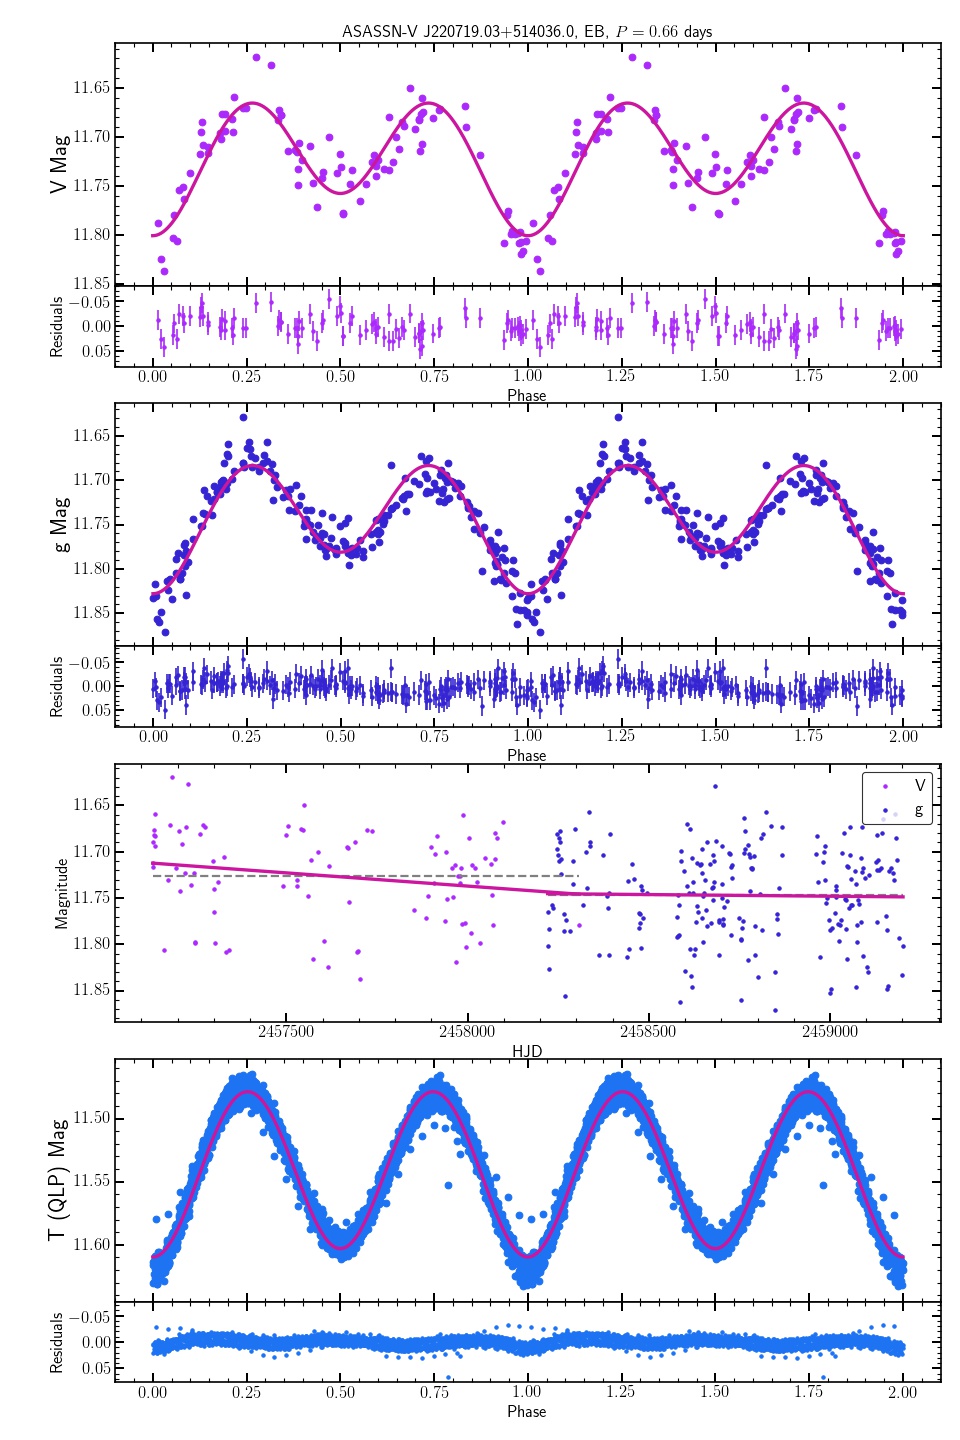 ASASSN-V J220719.03+514036.0, EB, P = 0.66 days
V Mag
11.65
11.70
11.75
11.80
11.85
Residuals
−0.05
0.00
0.05
0.00 0.25 0.50 0.75 1.00 1.25 1.50 1.75 2.00
Phase
g Mag
11.65
11.70
11.75
11.80
11.85
Residuals
−0.05
0.00
0.05
0.00 0.25 0.50 0.75 1.00 1.25 1.50 1.75 2.00
Phase
Magnitude
11.65
11.70
11.75
11.80
11.85
V
g
2457500 2458000 2458500 2459000
HJD
T (QLP) Mag
11.50
11.55
11.60
Residuals
−0.05
0.00
0.05
0.00 0.25 0.50 0.75 1.00 1.25 1.50 1.75 2.00
Phase